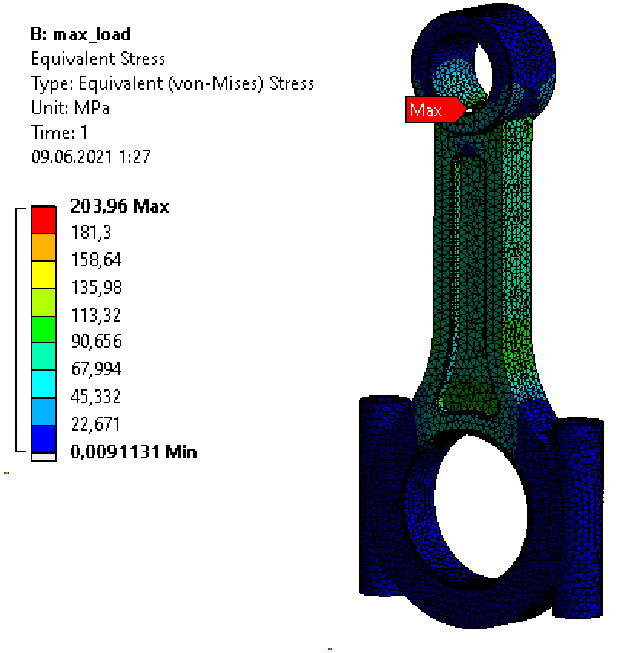 B: max_load
Equivalent Stress
Type: Equivalent (von-Mises) Stress
Unit: MPa
Time: 1
09.06.2021 1:27
Max
203,96 Max
181,3
158,64
135,98
113,32
90,656
67,994
45,332
22,671
0,0091131 Min